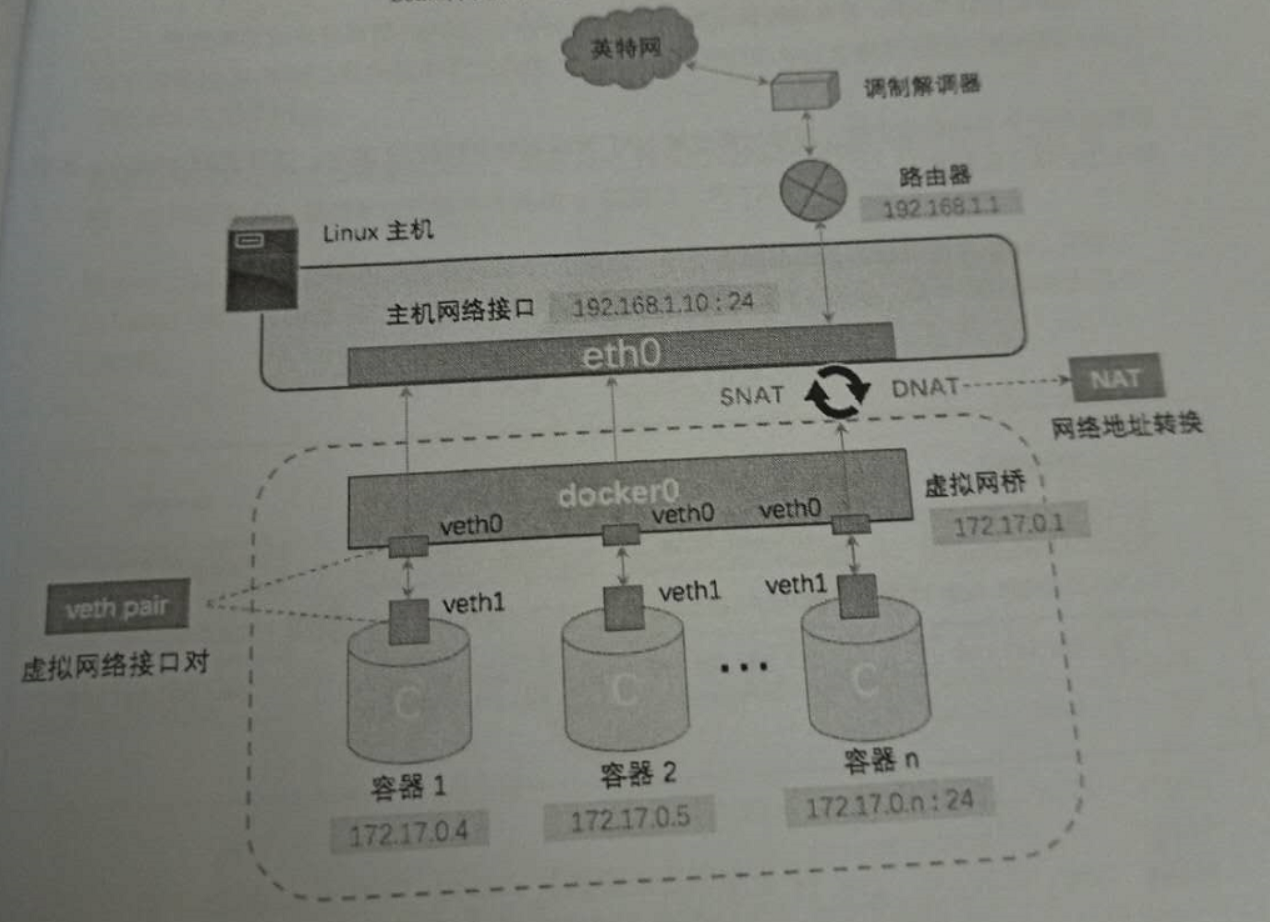 英特网
调制解调器
路由器
192.168.1.1
Linux 主机
主机网络接口 192.168.1.10 : 24
eth0
SNAT DNAT NAT
网络地址转换
docker0
虚拟网桥
172.17.0.1
veth0 veth0 veth0
veth pair
虚拟网络接口对
veth1 veth1 veth1
C C C
...
容器 1 容器 2 容器 n
172.17.0.4 172.17.0.5 172.17.0.n : 24